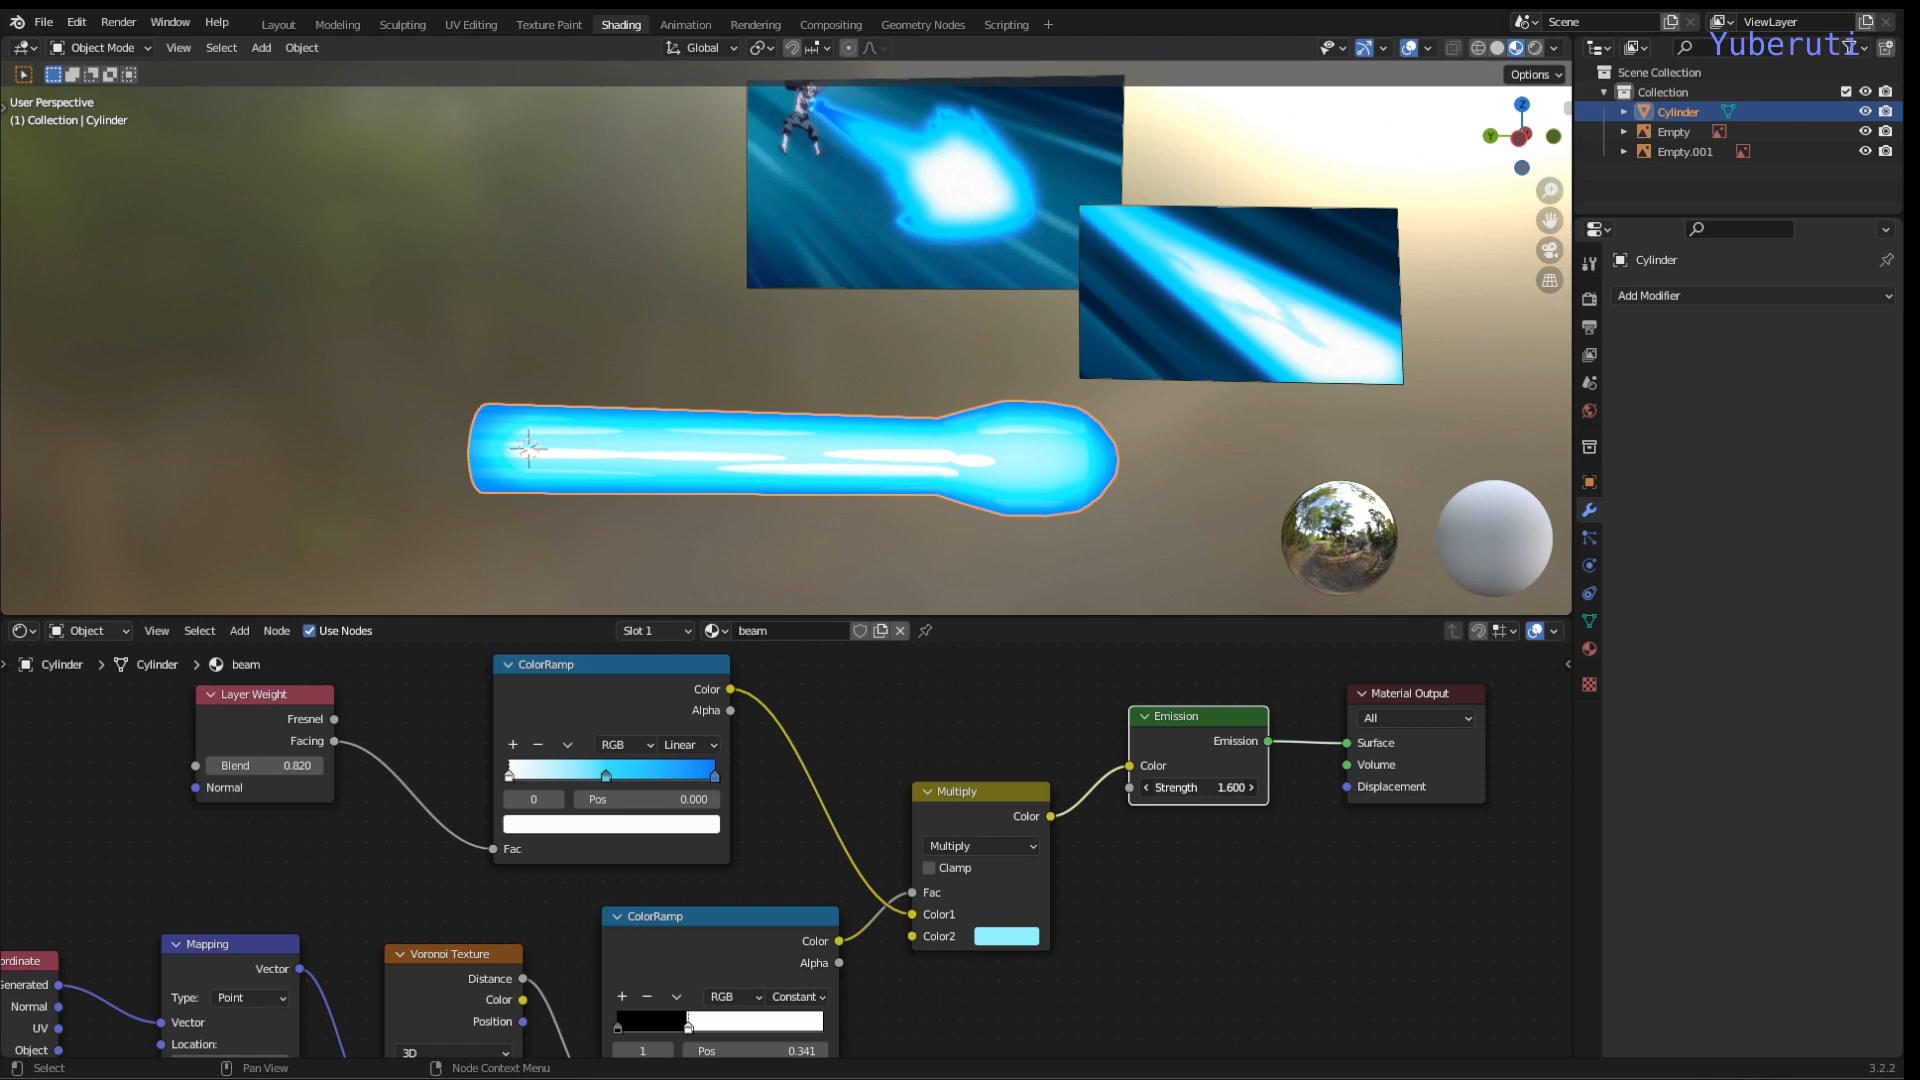 File Edit Render Window Help
Layout Modeling Sculpting UV Editing Texture Paint Shading Animation Rendering Compositing Geometry Nodes Scripting +
Scene
ViewLayer
Yuberuti
Object Mode View Select Add Object
Global
Options
User Perspective
(1) Collection | Cylinder
Z
Y
Scene Collection
Collection
Cylinder
Empty
Empty.001
Cylinder
Add Modifier
Object View Select Add Node Use Nodes
Slot 1
beam
Cylinder > Cylinder > beam
Layer Weight
Fresnel
Facing
Blend 0.820
Normal
ColorRamp
Color
Alpha
+ − RGB Linear
0 Pos 0.000
Fac
Multiply
Color
Multiply
Clamp
Fac
Color1
Color2
Emission
Emission
Color
Strength 1.600
Material Output
All
Surface
Volume
Displacement
ordinate
Generated
Normal
UV
Object
Mapping
Vector
Type: Point
Vector
Location:
Voronoi Texture
Distance
Color
Position
3D
ColorRamp
Color
Alpha
+ − RGB Constant
1 Pos 0.341
Select Pan View Node Context Menu
3.2.2